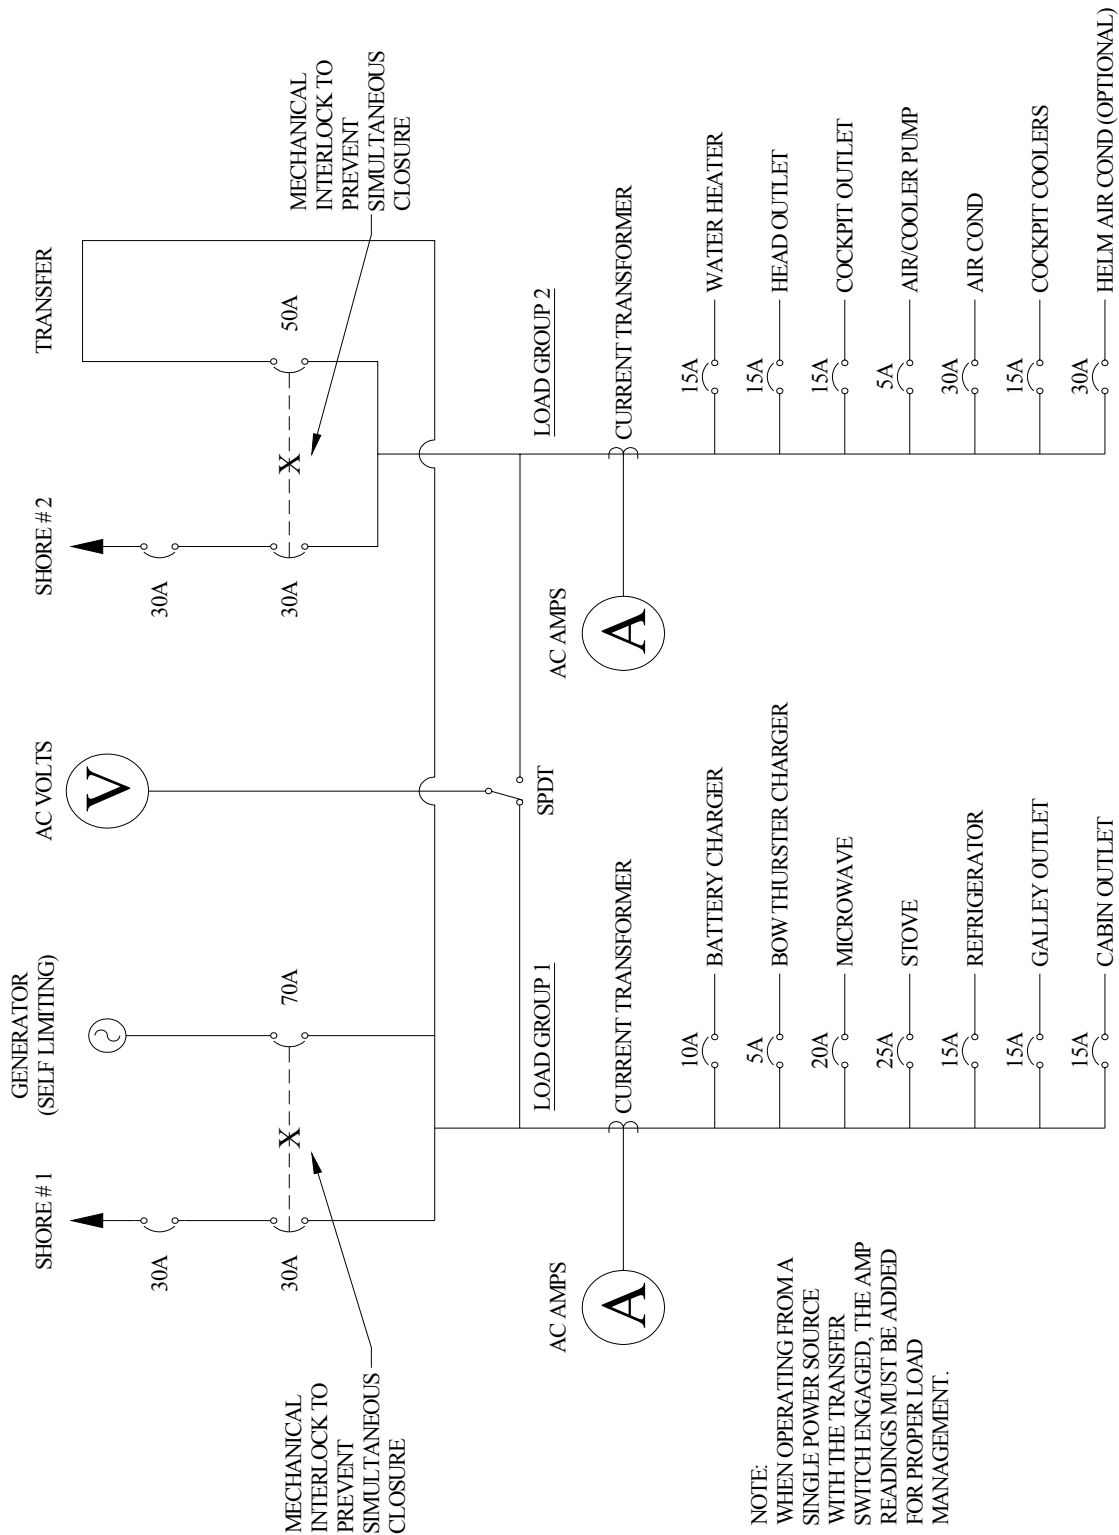 GENERATOR
(SELF LIMITING)
SHORE # 1
30A
30A
X
70A
MECHANICAL
INTERLOCK TO
PREVENT
SIMULTANEOUS
CLOSURE
AC VOLTS
V
SHORE # 2
30A
30A
X
TRANSFER
50A
MECHANICAL
INTERLOCK TO
PREVENT
SIMULTANEOUS
CLOSURE
SPDT
LOAD GROUP 1
AC AMPS
A
CURRENT TRANSFORMER
10A
BATTERY CHARGER
5A
BOW THURSTER CHARGER
20A
MICROWAVE
25A
STOVE
15A
REFRIGERATOR
15A
GALLEY OUTLET
15A
CABIN OUTLET
LOAD GROUP 2
AC AMPS
A
CURRENT TRANSFORMER
15A
WATER HEATER
15A
HEAD OUTLET
15A
COCKPIT OUTLET
5A
AIR/COOLER PUMP
30A
AIR COND
15A
COCKPIT COOLERS
30A
HELM AIR COND (OPTIONAL)
NOTE:
WHEN OPERATING FROM A
SINGLE POWER SOURCE
WITH THE TRANSFER
SWITCH ENGAGED, THE AMP
READINGS MUST BE ADDED
FOR PROPER LOAD
MANAGEMENT.